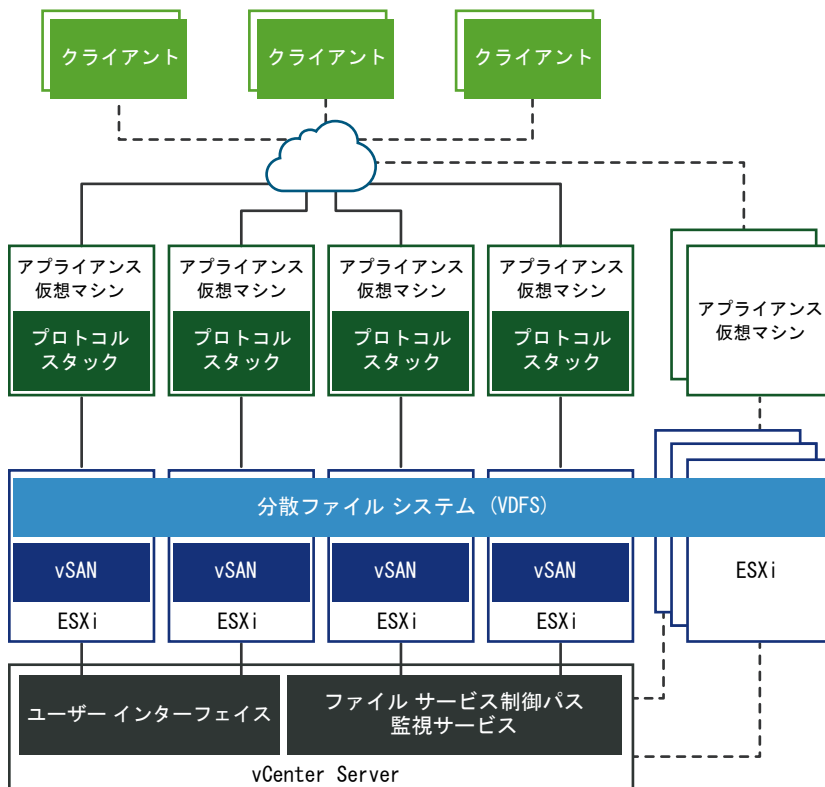 クライアント
クライアント
クライアント
アプライアンス
仮想マシン
プロトコル
スタック
アプライアンス
仮想マシン
プロトコル
スタック
アプライアンス
仮想マシン
プロトコル
スタック
アプライアンス
仮想マシン
プロトコル
スタック
アプライアンス
仮想マシン
分散ファイル システム (VDFS)
vSAN
ESXi
vSAN
ESXi
vSAN
ESXi
vSAN
ESXi
ESXi
ユーザー インターフェイス
ファイル サービス制御パス
監視サービス
vCenter Server